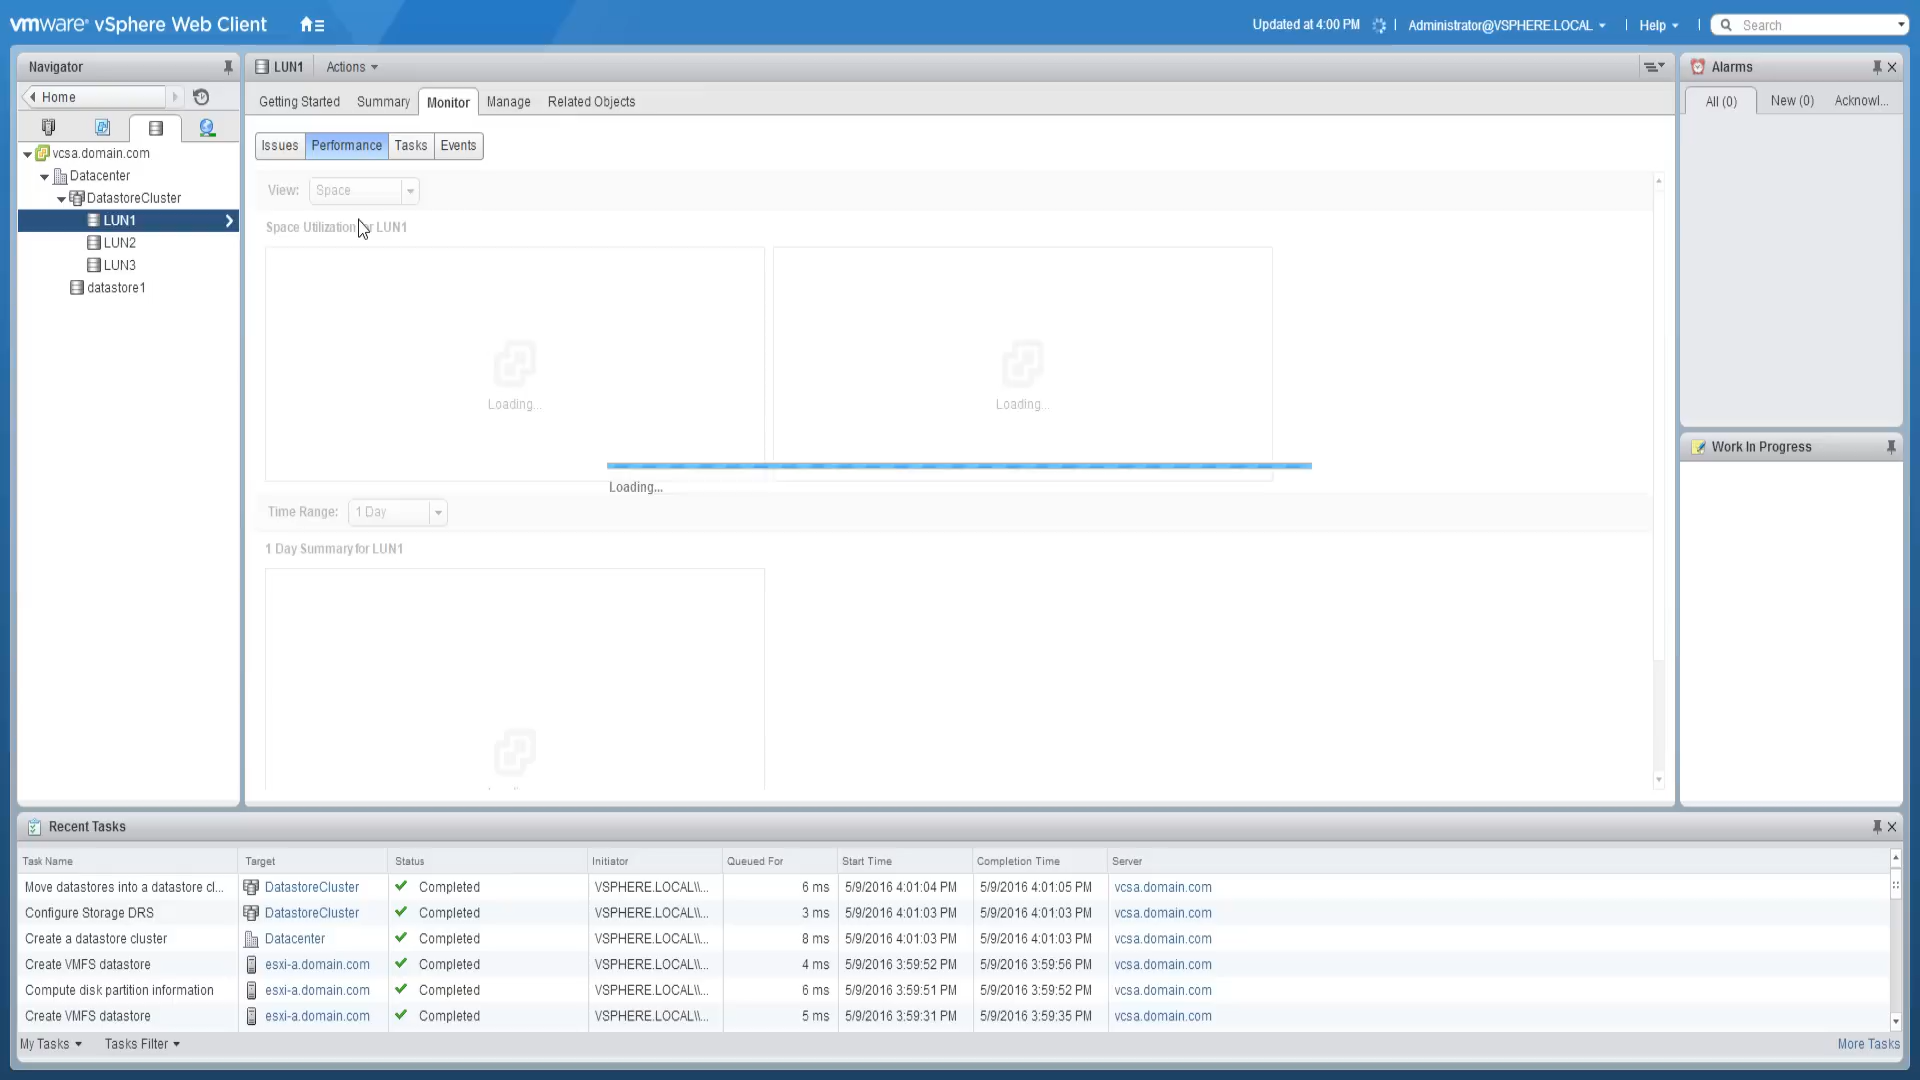 vmware® vSphere Web Client
Updated at 4:00 PM
Administrator@VSPHERE.LOCAL
Help
Search
Navigator
Home
vcsa.domain.com
Datacenter
DatastoreCluster
LUN1
LUN2
LUN3
datastore1
LUN1
Actions
Getting Started
Summary
Monitor
Manage
Related Objects
Issues
Performance
Tasks
Events
View:
Space
Space Utilization LUN1
Loading...
Loading...
Loading...
Time Range:
1 Day
1 Day Summary for LUN1
Alarms
All (0)
New (0)
Acknowl...
Work In Progress
Recent Tasks
Task Name Target Status Initiator Queued For Start Time Completion Time Server
Move datastores into a datastore cl... DatastoreCluster Completed VSPHERE.LOCAL\\... 6 ms 5/9/2016 4:01:04 PM 5/9/2016 4:01:05 PM vcsa.domain.com
Configure Storage DRS DatastoreCluster Completed VSPHERE.LOCAL\\... 3 ms 5/9/2016 4:01:03 PM 5/9/2016 4:01:03 PM vcsa.domain.com
Create a datastore cluster Datacenter Completed VSPHERE.LOCAL\\... 8 ms 5/9/2016 4:01:03 PM 5/9/2016 4:01:03 PM vcsa.domain.com
Create VMFS datastore esxi-a.domain.com Completed VSPHERE.LOCAL\\... 4 ms 5/9/2016 3:59:52 PM 5/9/2016 3:59:56 PM vcsa.domain.com
Compute disk partition information esxi-a.domain.com Completed VSPHERE.LOCAL\\... 6 ms 5/9/2016 3:59:51 PM 5/9/2016 3:59:52 PM vcsa.domain.com
Create VMFS datastore esxi-a.domain.com Completed VSPHERE.LOCAL\\... 5 ms 5/9/2016 3:59:31 PM 5/9/2016 3:59:35 PM vcsa.domain.com
My Tasks
Tasks Filter
More Tasks